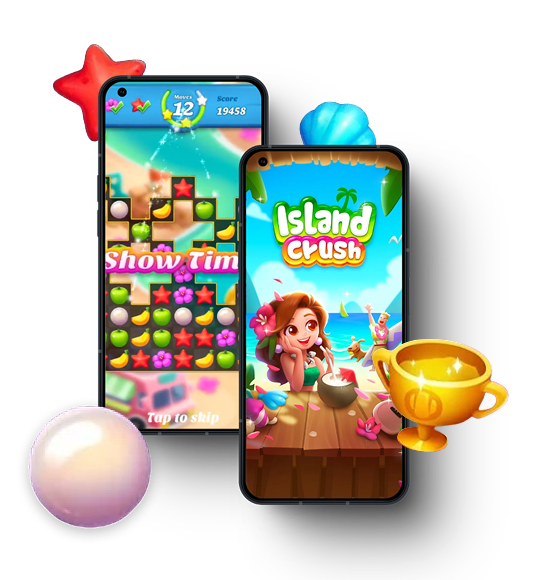 Moves
12
Score
19458
Show Tim
Tap to skip
Island
crush